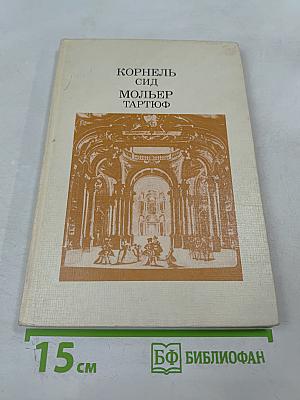 КОРНЕЛЬ
СИД
МОЛЬЕР
ТАРТЮФ
15 см
БФ БИБЛИОФАН